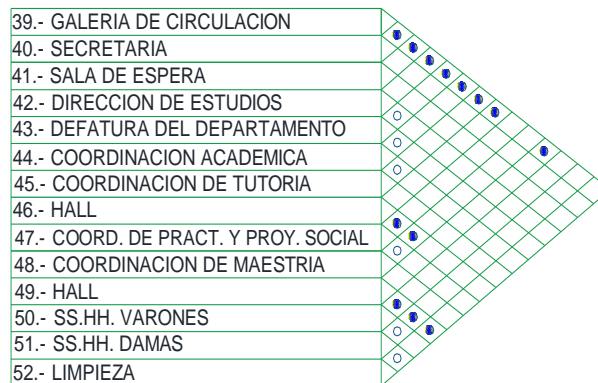 39.- GALERIA DE CIRCULACION
40.- SECRETARIA
41.- SALA DE ESPERA
42.- DIRECCION DE ESTUDIOS
43.- DEFATURA DEL DEPARTAMENTO
44.- COORDINACION ACADEMICA
45.- COORDINACION DE TUTORIA
46.- HALL
47.- COORD. DE PRACT. Y PROY. SOCIAL
48.- COORDINACION DE MAESTRIA
49.- HALL
50.- SS.HH. VARONES
51.- SS.HH. DAMAS
52.- LIMPIEZA